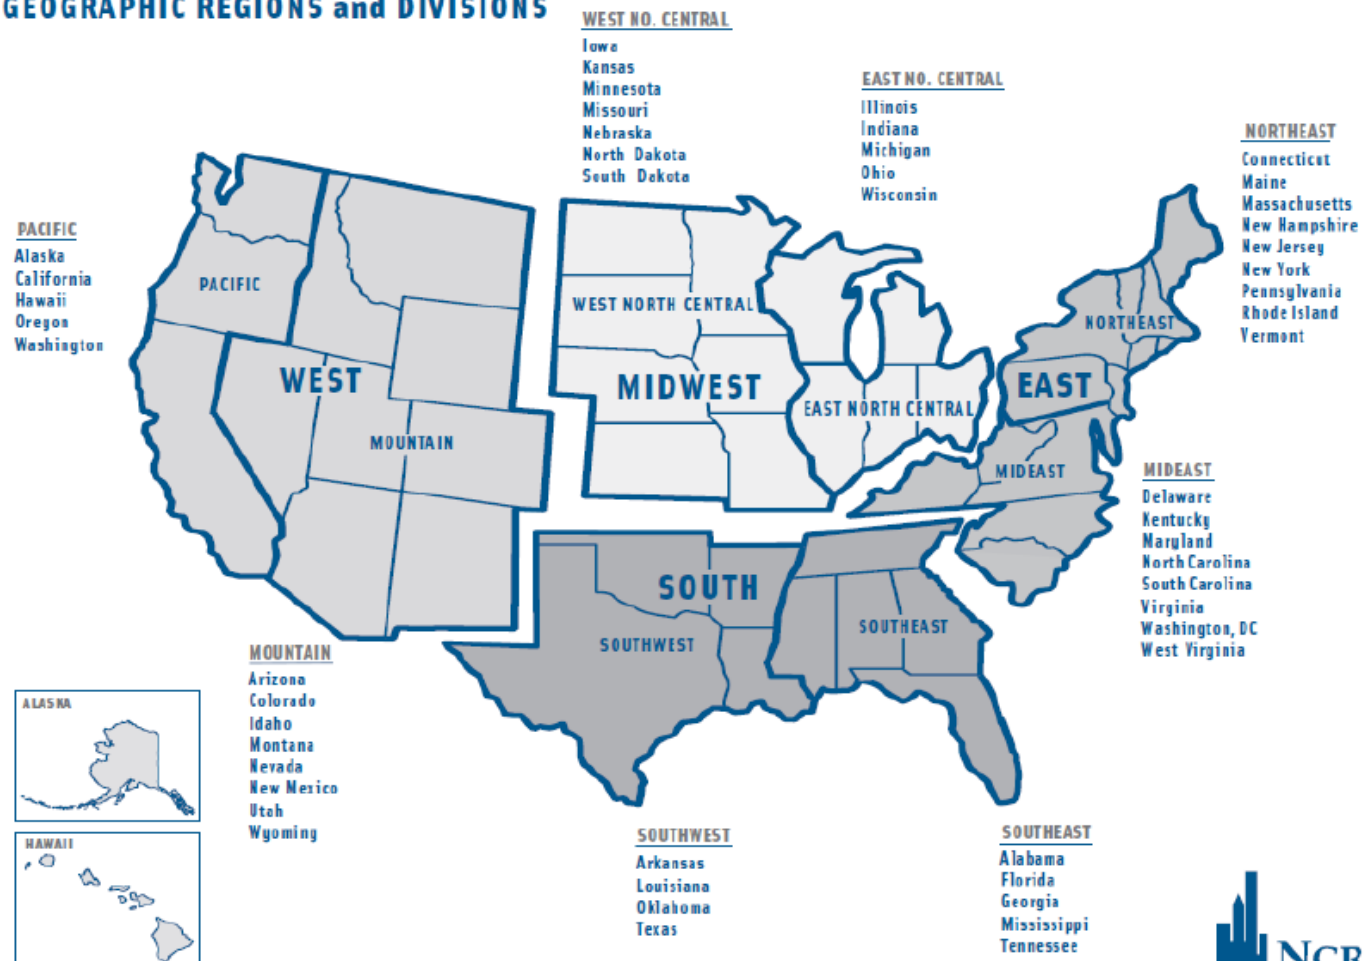 GEOGRAPHIC REGIONS and DIVISIONS
WEST NO. CENTRAL
Iowa
Kansas
Minnesota
Missouri
Nebraska
North Dakota
South Dakota
EAST NO. CENTRAL
Illinois
Indiana
Michigan
Ohio
Wisconsin
NORTHEAST
Connecticut
Maine
Massachusetts
New Hampshire
New Jersey
New York
Pennsylvania
Rhode Island
Vermont
PACIFIC
Alaska
California
Hawaii
Oregon
Washington
PACIFIC
WEST
MOUNTAIN
WEST NORTH CENTRAL
MIDWEST
EAST NORTH CENTRAL
NORTHEAST
EAST
MIDEAST
SOUTH
SOUTHWEST
SOUTHEAST
MIDEAST
Delaware
Kentucky
Maryland
North Carolina
South Carolina
Virginia
Washington, DC
West Virginia
MOUNTAIN
Arizona
Colorado
Idaho
Montana
Nevada
New Mexico
Utah
Wyoming
ALASKA
HAWAII
SOUTHWEST
Arkansas
Louisiana
Oklahoma
Texas
SOUTHEAST
Alabama
Florida
Georgia
Mississippi
Tennessee